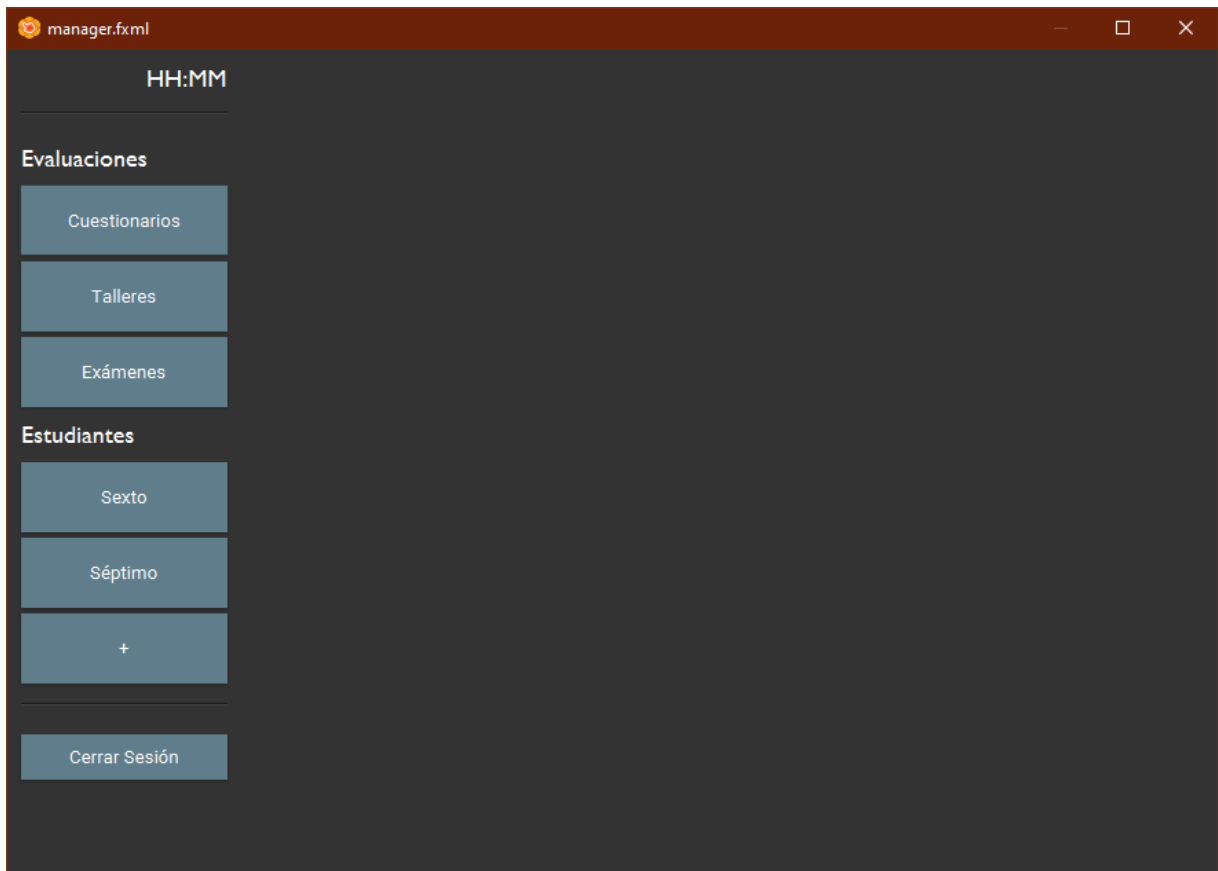 manager.fxml
HH:MM
Evaluaciones
Cuestionarios
Talleres
Exámenes
Estudiantes
Sexto
Séptimo
+
Cerrar Sesión